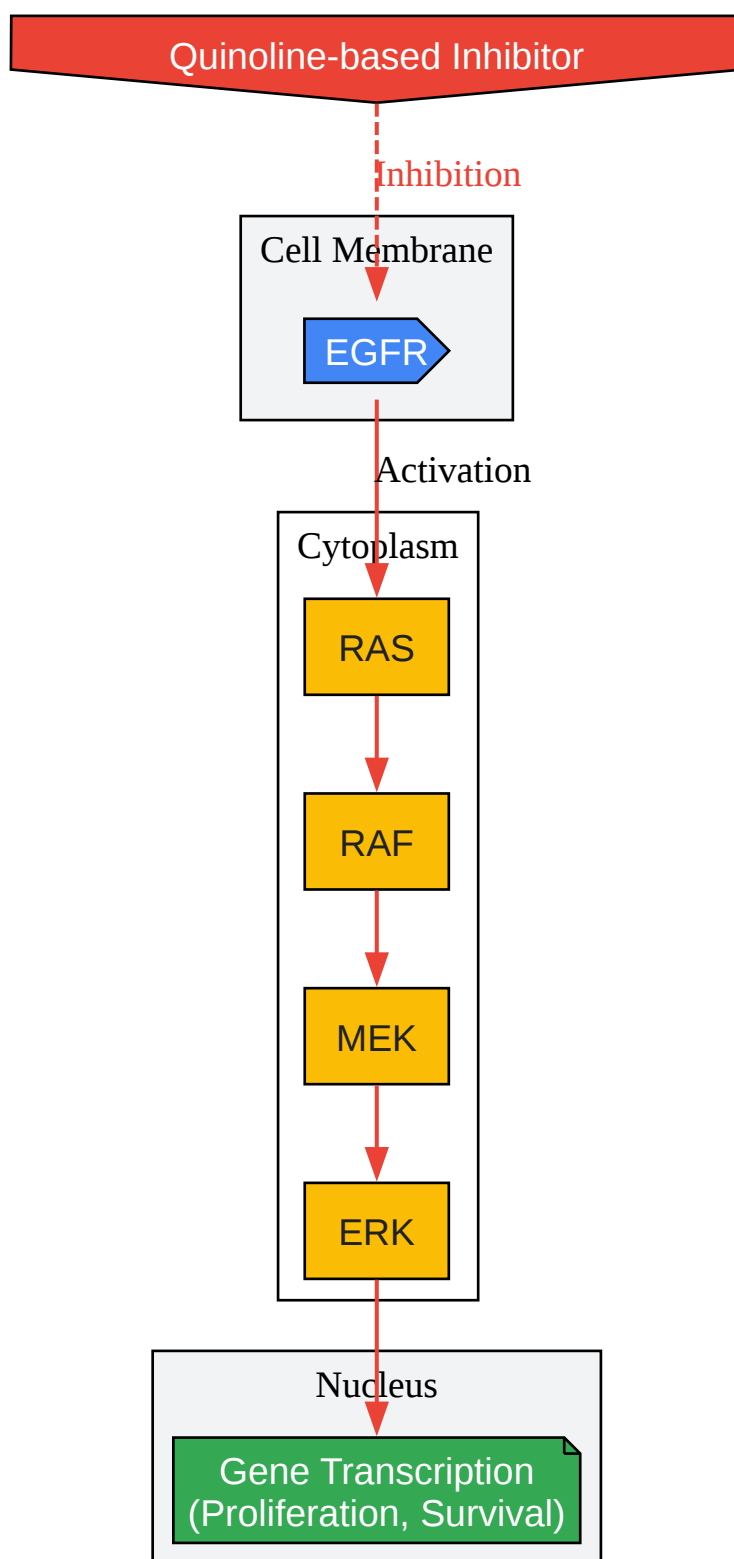 Quinoline-based Inhibitor
Inhibition
Cell Membrane
EGFR
Activation
Cytoplasm
RAS
RAF
MEK
ERK
Nucleus
Gene Transcription
(Proliferation, Survival)